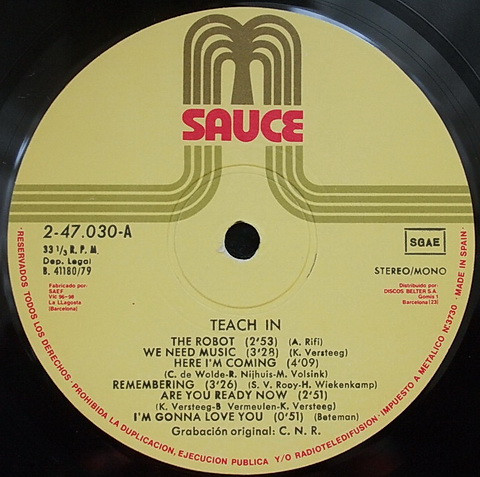 SAUCE
2-47.030-A
33 1/3 R. P. M.
Dep. Legal
B. 41180/79
Fabricado por:
SAEF
Vic 96-98
La LLagosta
(Barcelona)
SGAE
STEREO/MONO
Distribuido por:
DISCOS BELTER S.A.
Gomis 1
Barcelona (23)
TEACH IN
THE ROBOT (2'53) (A. Rifi)
WE NEED MUSIC (3'28) (K. Versteeg)
HERE I'M COMING (4'09)
(C. de Wolde-R. Nijhuis-M. Volsink)
REMEMBERING (3'26) (S. V. Rooy-H. Wiekenkamp)
ARE YOU READY NOW (2'51)
(K. Versteeg-B Vermeulen-K. Versteeg)
I'M GONNA LOVE YOU (0'51) (Beteman)
Grabación original: C. N. R.
· RESERVADOS TODOS LOS DERECHOS · PROHIBIDA LA DUPLICACION, EJECUCION PUBLICA Y/O RADIOTELEDIFUSION · IMPUESTO A METALICO Nº3730 · MADE IN SPAIN ·